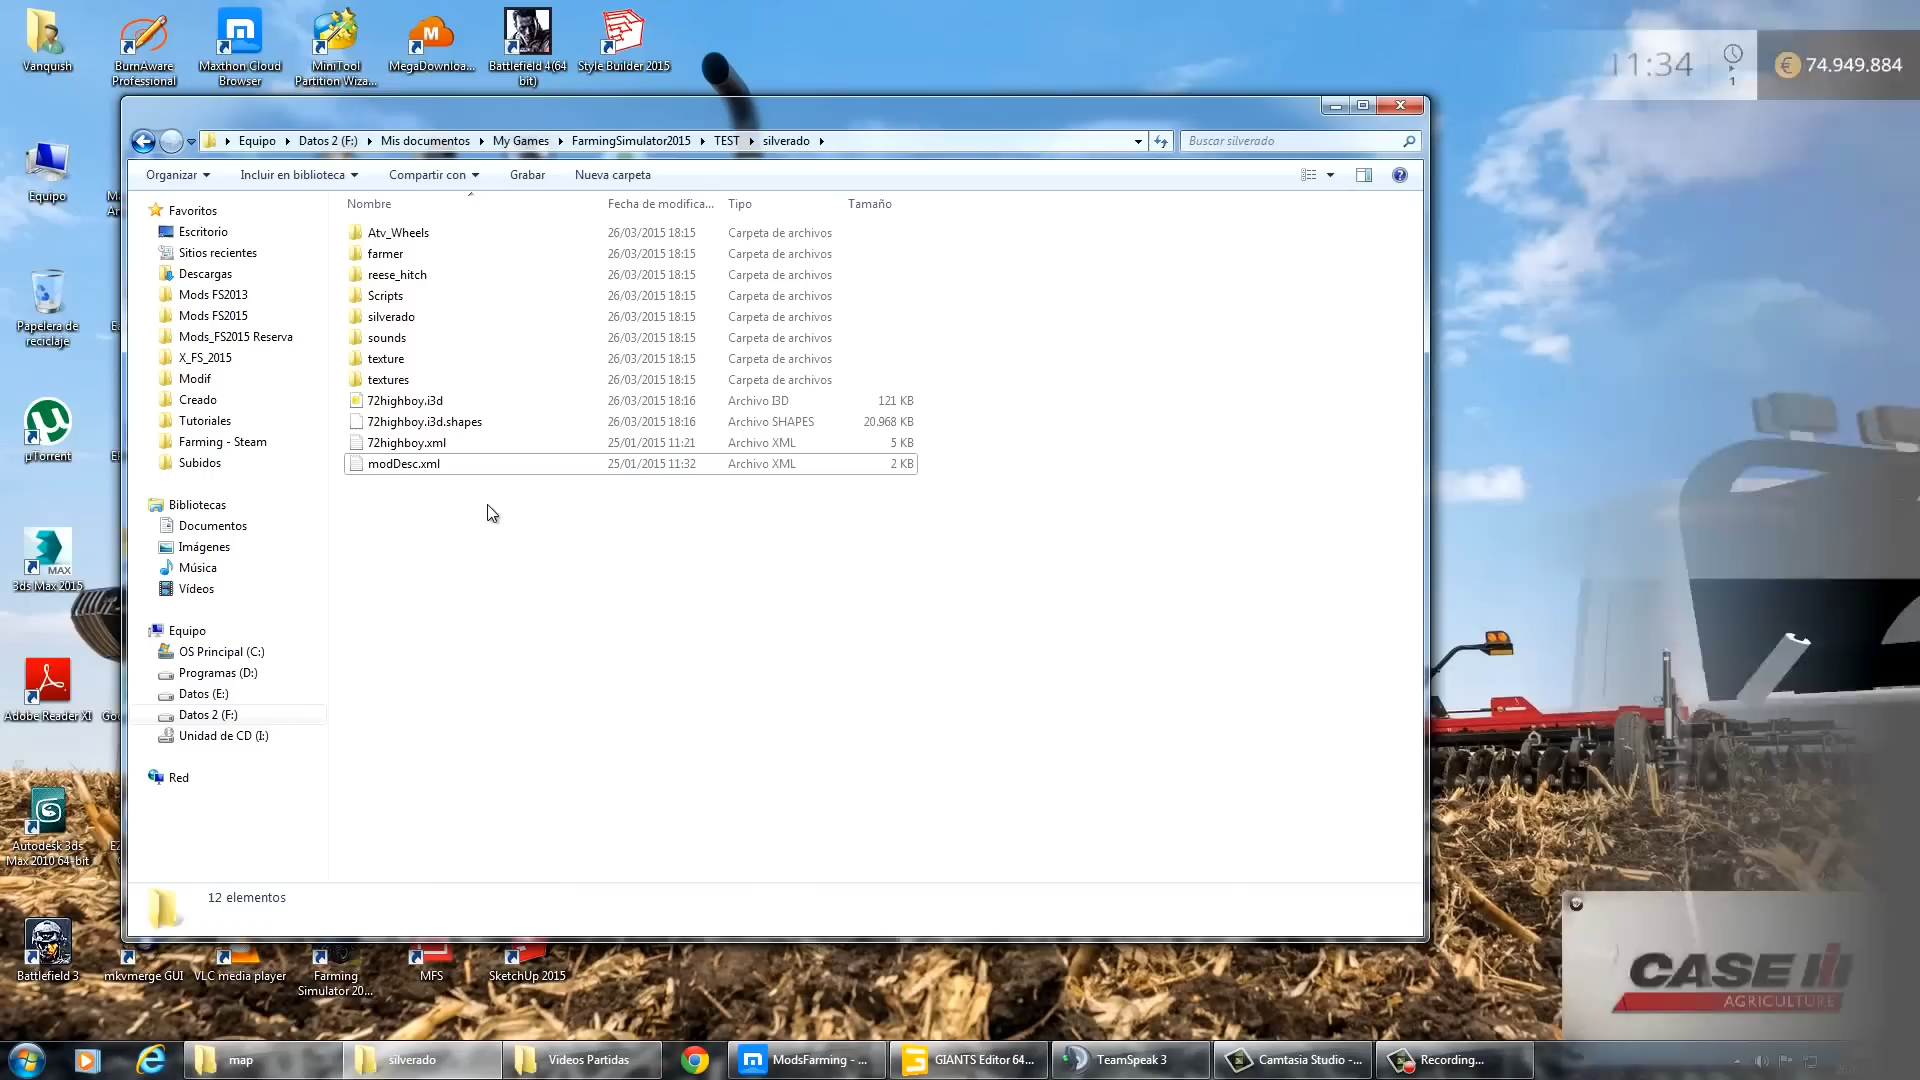 Vanquish
BurnAware
Professional
Maxthon Cloud
Browser
MiniTool
Partition Wiza...
MegaDownloa...
Battlefield 4(64
bit)
Style Builder 2015
11:34
1
74.949.884
Equipo
Datos 2 (F:)
Mis documentos
My Games
FarmingSimulator2015
TEST
silverado
Buscar silverado
Organizar
Incluir en biblioteca
Compartir con
Grabar
Nueva carpeta
Nombre
Fecha de modifica...
Tipo
Tamaño
Favoritos
Escritorio
Sitios recientes
Descargas
Mods FS2013
Mods FS2015
Mods_FS2015 Reserva
X_FS_2015
Modif
Creado
Tutoriales
Farming - Steam
Subidos
Bibliotecas
Documentos
Imágenes
Música
Vídeos
Equipo
OS Principal (C:)
Programas (D:)
Datos (E:)
Datos 2 (F:)
Unidad de CD (I:)
Red
Atv_Wheels 26/03/2015 18:15 Carpeta de archivos
farmer 26/03/2015 18:15 Carpeta de archivos
reese_hitch 26/03/2015 18:15 Carpeta de archivos
Scripts 26/03/2015 18:15 Carpeta de archivos
silverado 26/03/2015 18:15 Carpeta de archivos
sounds 26/03/2015 18:15 Carpeta de archivos
texture 26/03/2015 18:15 Carpeta de archivos
textures 26/03/2015 18:15 Carpeta de archivos
72highboy.i3d 26/03/2015 18:16 Archivo I3D 121 KB
72highboy.i3d.shapes 26/03/2015 18:16 Archivo SHAPES 20.968 KB
72highboy.xml 25/01/2015 11:21 Archivo XML 5 KB
modDesc.xml 25/01/2015 11:32 Archivo XML 2 KB
12 elementos
Equipo
Papelera de
reciclaje
µTorrent
MAX
3ds Max 2015
Adobe Reader XI
Autodesk 3ds
Max 2010 64-bit
Battlefield 3
mkvmerge GUI
VLC media player
Farming
Simulator 20...
MFS
SketchUp 2015
CASE IH
AGRICULTURE
map
silverado
Videos Partidas
ModsFarming - ...
GIANTS Editor 64...
TeamSpeak 3
Camtasia Studio -...
Recording...